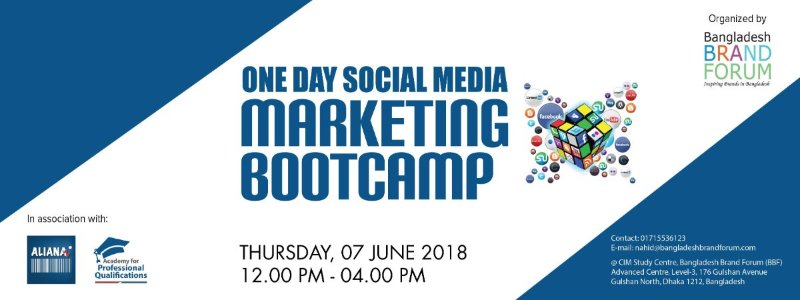 Organized by
Bangladesh
BRAND
FORUM
Inspiring Brands in Bangladesh
ONE DAY SOCIAL MEDIA
MARKETING
BOOTCAMP
facebook
In association with:
ALIANA
Academy for
Professional
Qualifications
THURSDAY, 07 JUNE 2018
12.00 PM - 04.00 PM
Contact: 01715536123
E-mail: nahid@bangladeshbrandforum.com
@ CIM Study Centre, Bangladesh Brand Forum (BBF)
Advanced Centre, Level-3, 176 Gulshan Avenue
Gulshan North, Dhaka 1212, Bangladesh